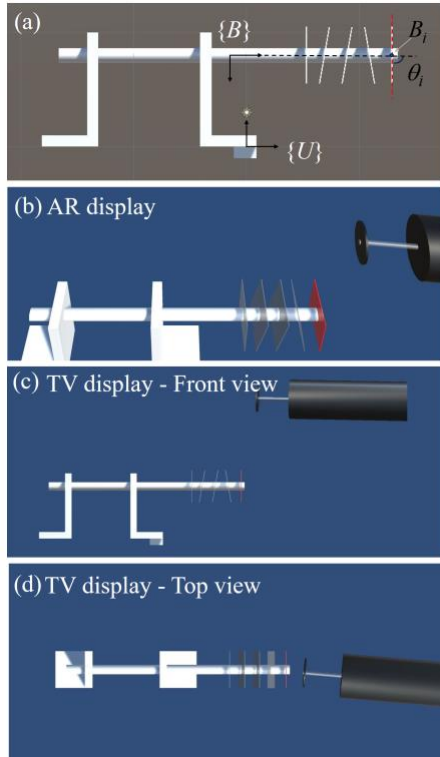 (a)
{B}
B_i
θ_i
{U}
(b) AR display
(c) TV display - Front view
(d) TV display - Top view